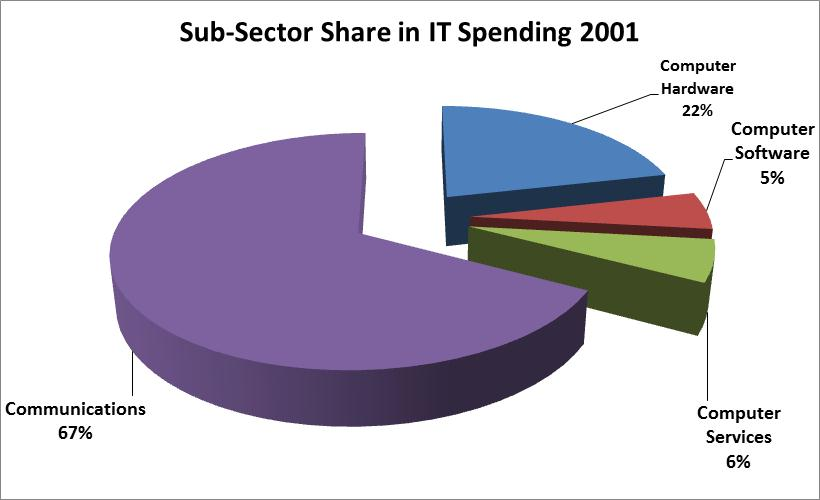 Sub-Sector Share in IT Spending 2001
Computer
Hardware
22%
Computer
Software
5%
Communications
67%
Computer
Services
6%